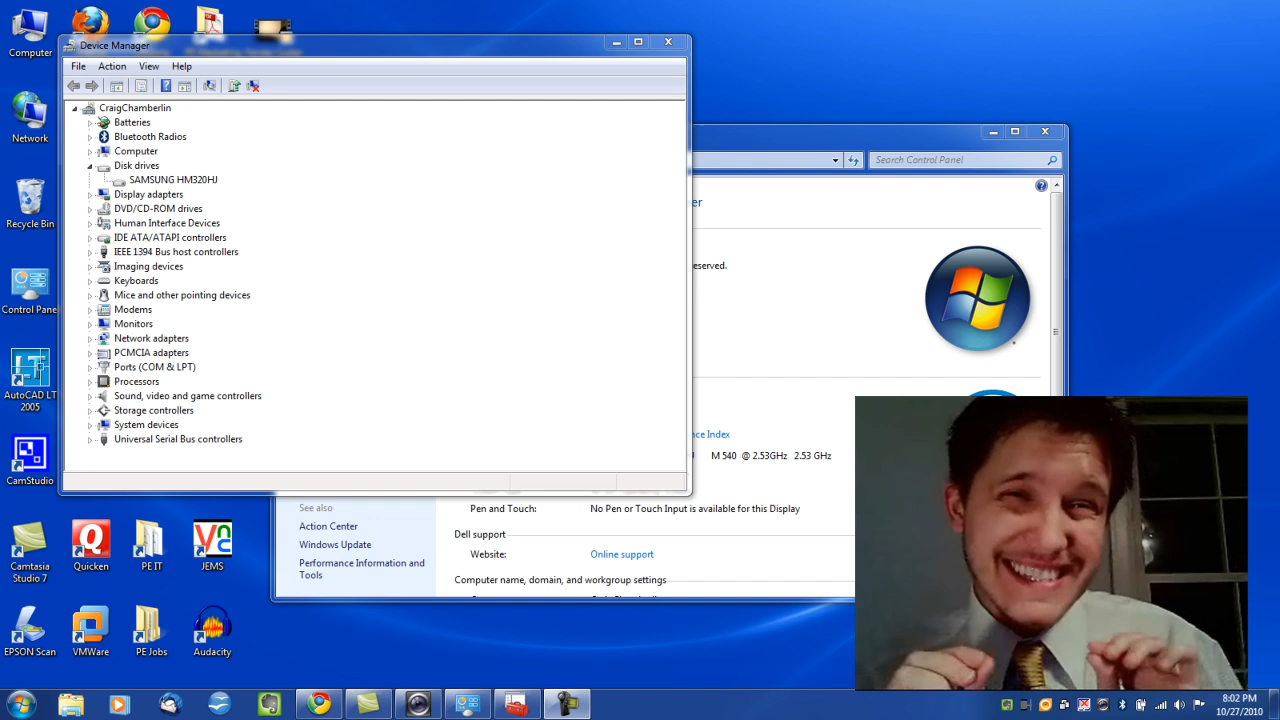 Computer
Network
Recycle Bin
Control Pane
AutoCAD LT
2005
CamStudio
Camtasia
Studio 7
Quicken
PE IT
JEMS
EPSON Scan
VMWare
PE Jobs
Audacity
Device Manager
File Action View Help
CraigChamberlin
Batteries
Bluetooth Radios
Computer
Disk drives
SAMSUNG HM320HJ
Display adapters
DVD/CD-ROM drives
Human Interface Devices
IDE ATA/ATAPI controllers
IEEE 1394 Bus host controllers
Imaging devices
Keyboards
Mice and other pointing devices
Modems
Monitors
Network adapters
PCMCIA adapters
Ports (COM & LPT)
Processors
Sound, video and game controllers
Storage controllers
System devices
Universal Serial Bus controllers
Search Control Panel
er
eserved.
ce Index
M 540 @ 2.53GHz 2.53 GHz
See also
Action Center
Windows Update
Performance Information and
Tools
Pen and Touch: No Pen or Touch Input is available for this Display
Dell support
Website: Online support
Computer name, domain, and workgroup settings
8:02 PM
10/27/2010